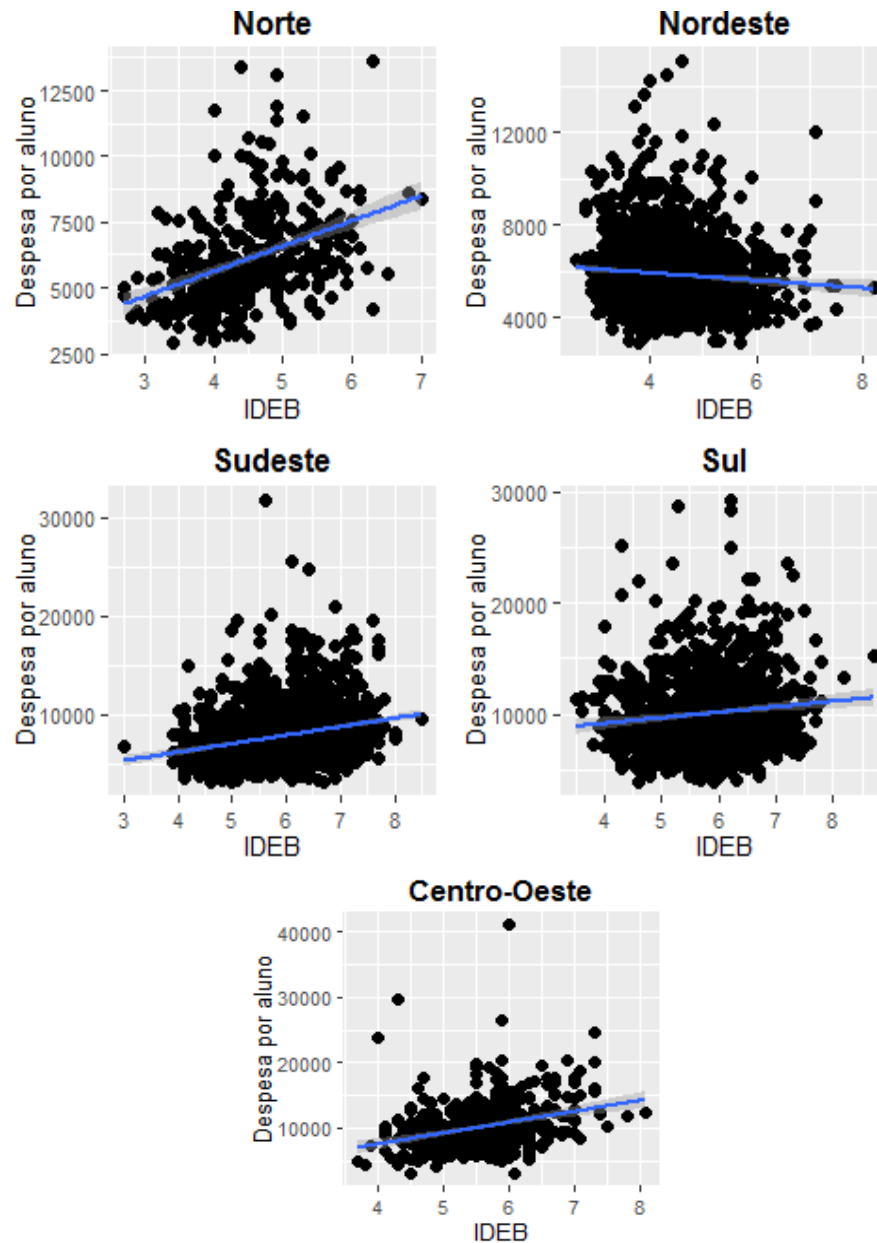 Norte
Despesa por aluno
12500
10000
7500
5000
2500
3 4 5 6 7
IDEB
Nordeste
Despesa por aluno
12000
8000
4000
4 6 8
IDEB
Sudeste
Despesa por aluno
30000
20000
10000
3 4 5 6 7 8
IDEB
Sul
Despesa por aluno
30000
20000
10000
4 5 6 7 8
IDEB
Centro-Oeste
Despesa por aluno
40000
30000
20000
10000
4 5 6 7 8
IDEB